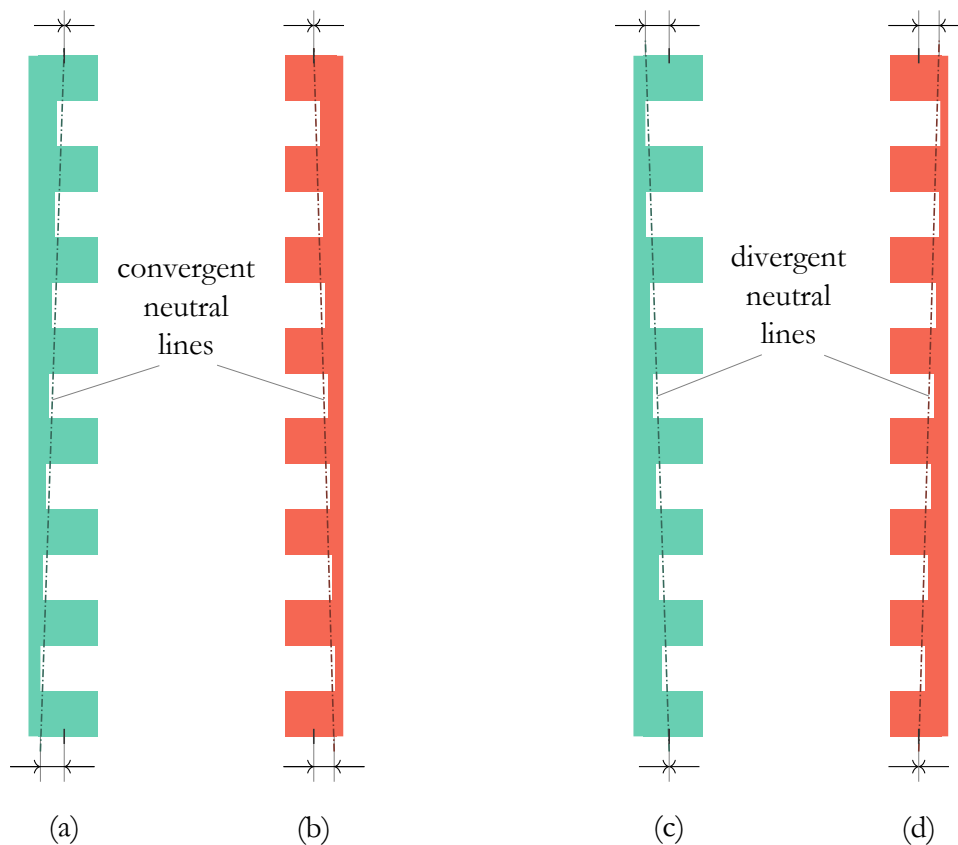 convergent
neutral
lines
divergent
neutral
lines
(a)
(b)
(c)
(d)